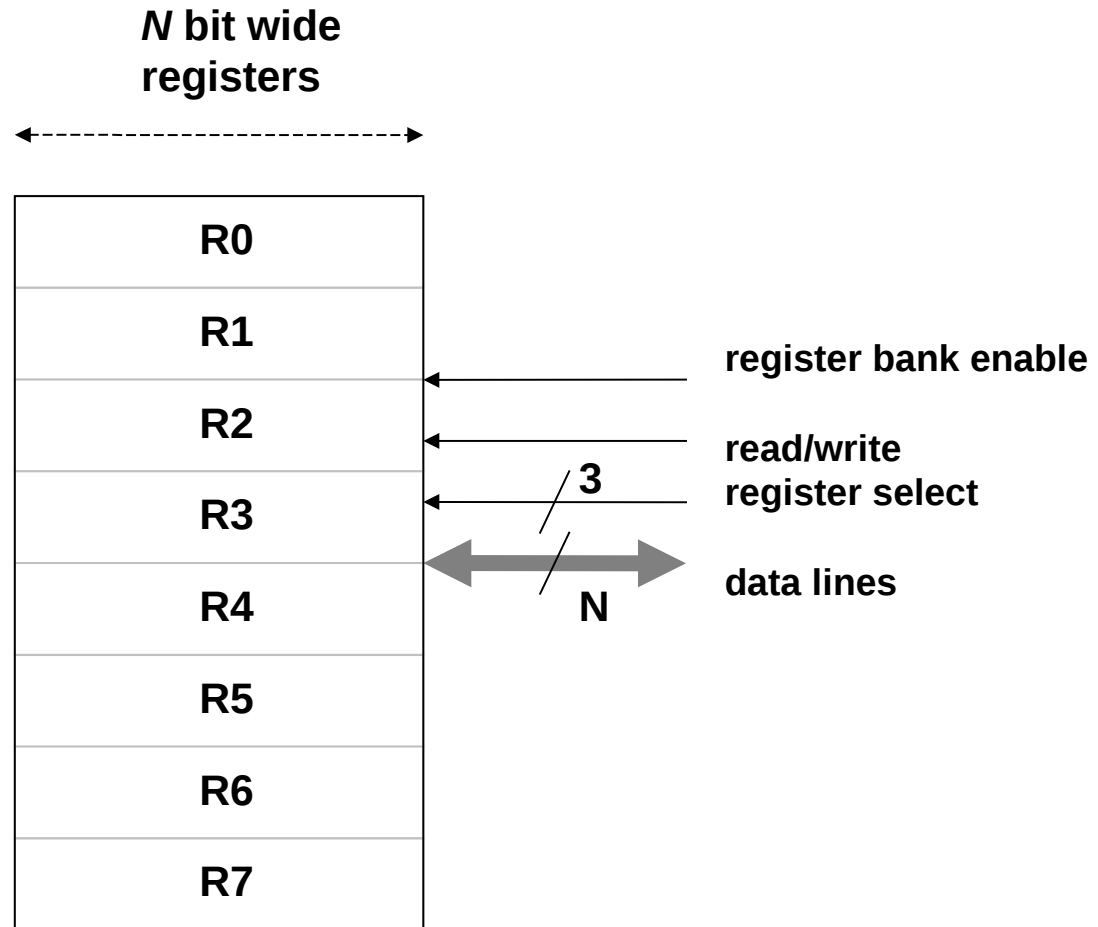 N bit wide
registers
R0
R1
R2
R3
R4
R5
R6
R7
register bank enable
read/write
3
register select
data lines
N